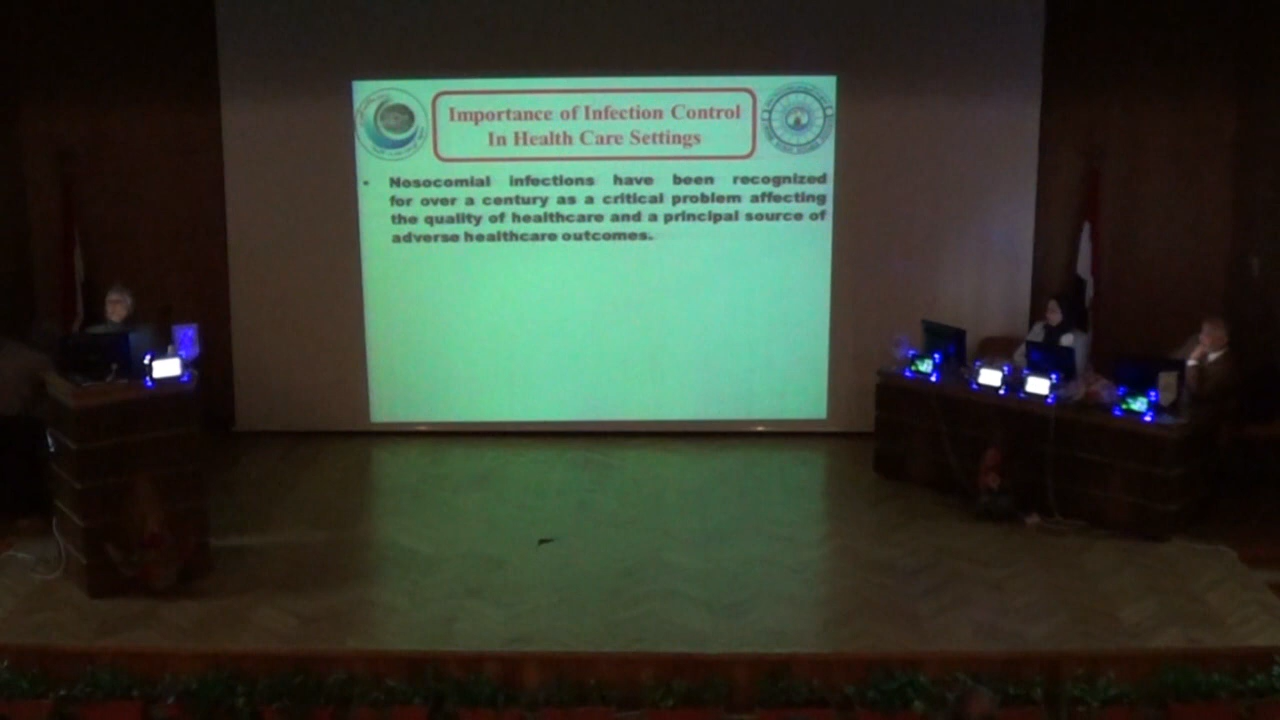 Importance of Infection Control
In Health Care Settings
• Nosocomial infections have been recognized
for over a century as a critical problem affecting
the quality of healthcare and a principal source of
adverse healthcare outcomes.